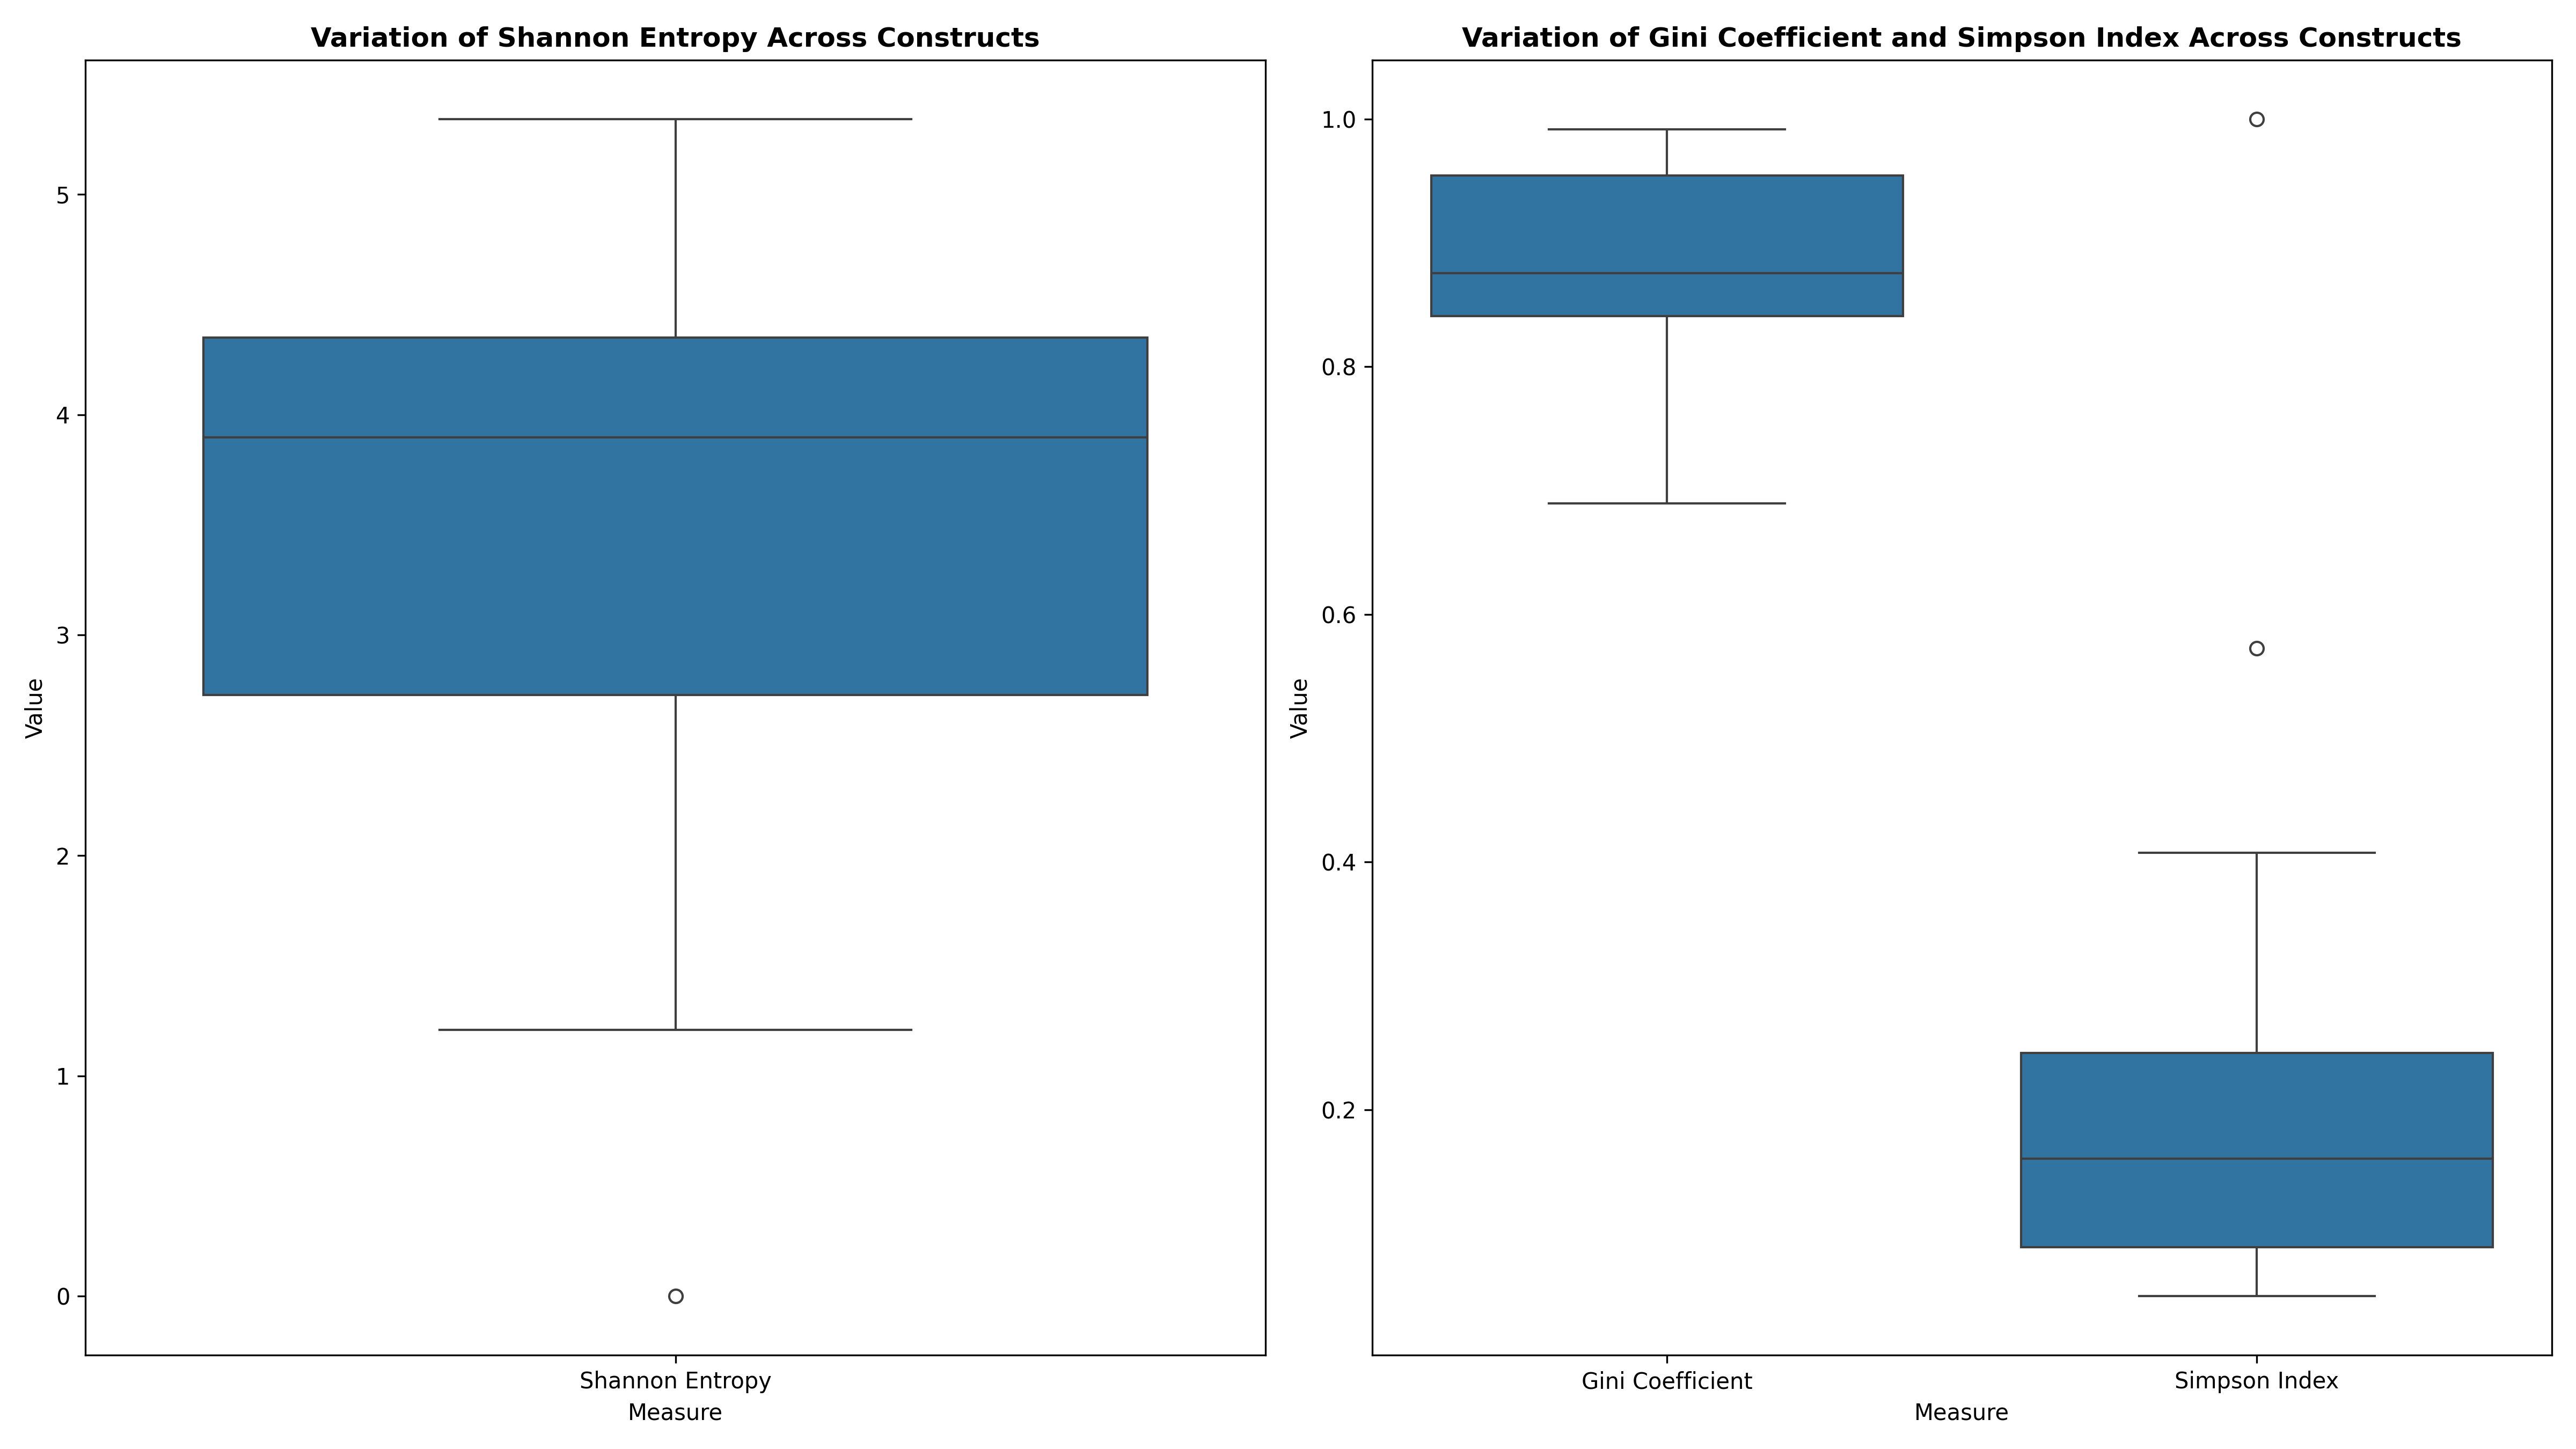 Variation of Shannon Entropy Across Constructs
Value
5
4
3
2
1
0
Shannon Entropy
Measure
Variation of Gini Coefficient and Simpson Index Across Constructs
Value
1.0
0.8
0.6
0.4
0.2
Gini Coefficient
Simpson Index
Measure